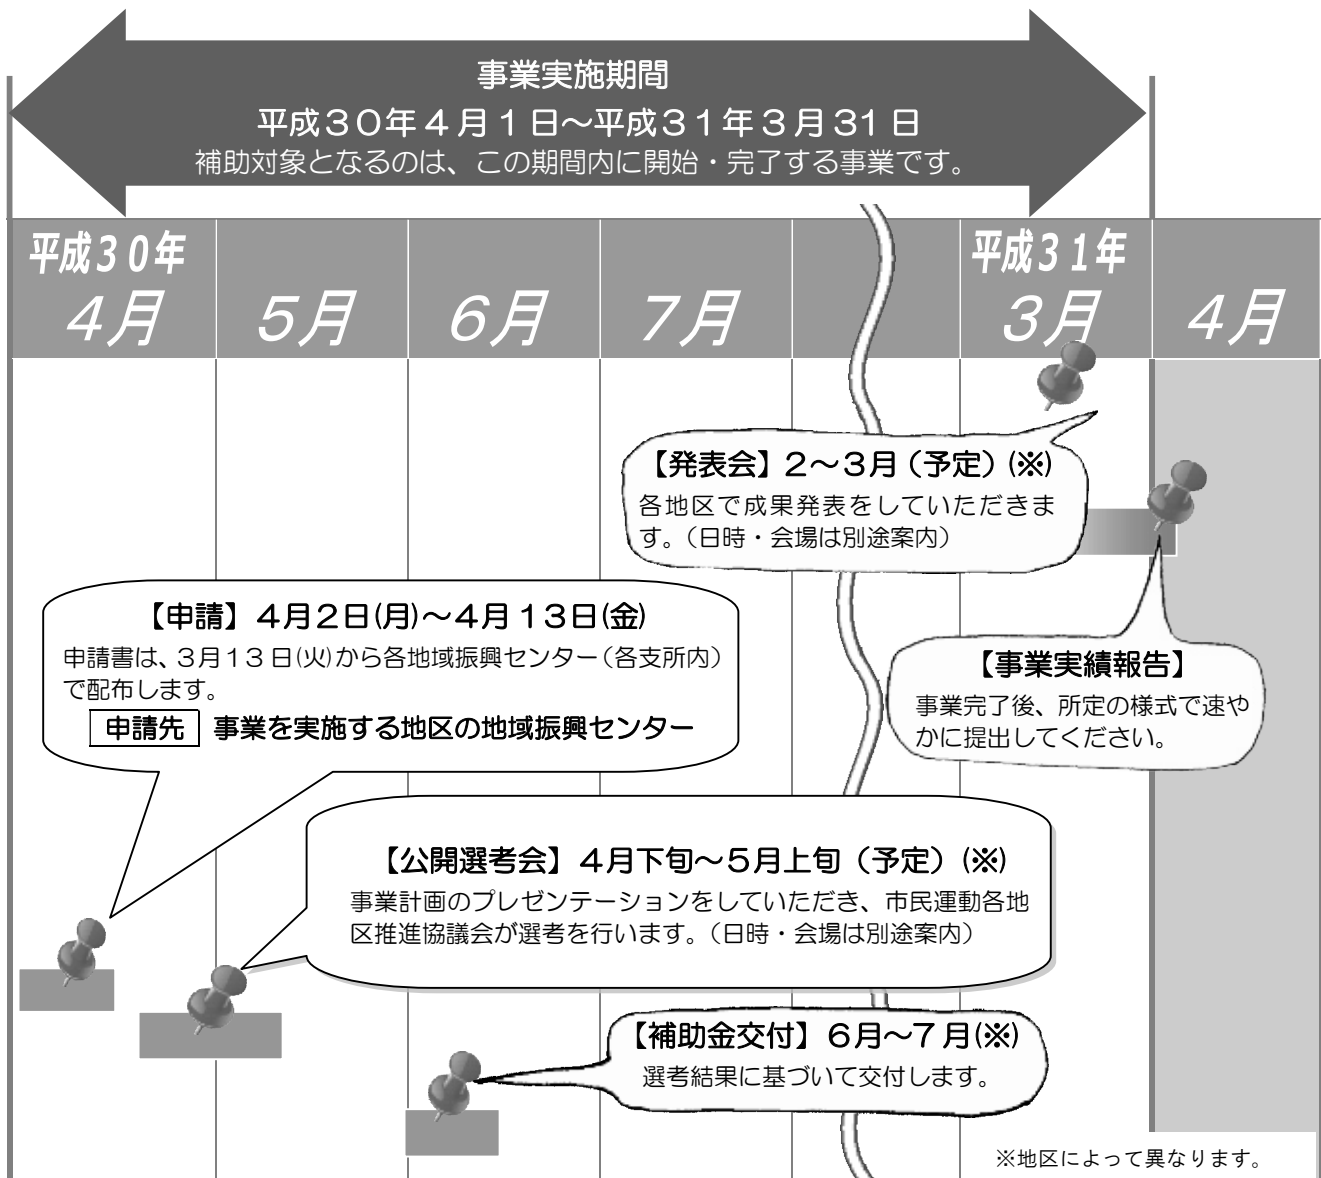 事業実施期間
平成３０年４月１日～平成３１年３月３１日
補助対象となるのは、この期間内に開始・完了する事業です。
平成３０年
４月
５月
６月
７月
平成３１年
３月
４月
【発表会】２～３月（予定）(※)
各地区で成果発表をしていただきま
す。（日時・会場は別途案内）
【申請】４月２日(月)～４月１３日(金)
申請書は、３月１３日(火)から各地域振興センター（各支所内）
で配布します。
申請先　事業を実施する地区の地域振興センター
【事業実績報告】
事業完了後、所定の様式で速や
かに提出してください。
【公開選考会】４月下旬～５月上旬（予定）(※)
事業計画のプレゼンテーションをしていただき、市民運動各地
区推進協議会が選考を行います。（日時・会場は別途案内）
【補助金交付】６月～７月(※)
選考結果に基づいて交付します。
※地区によって異なります。